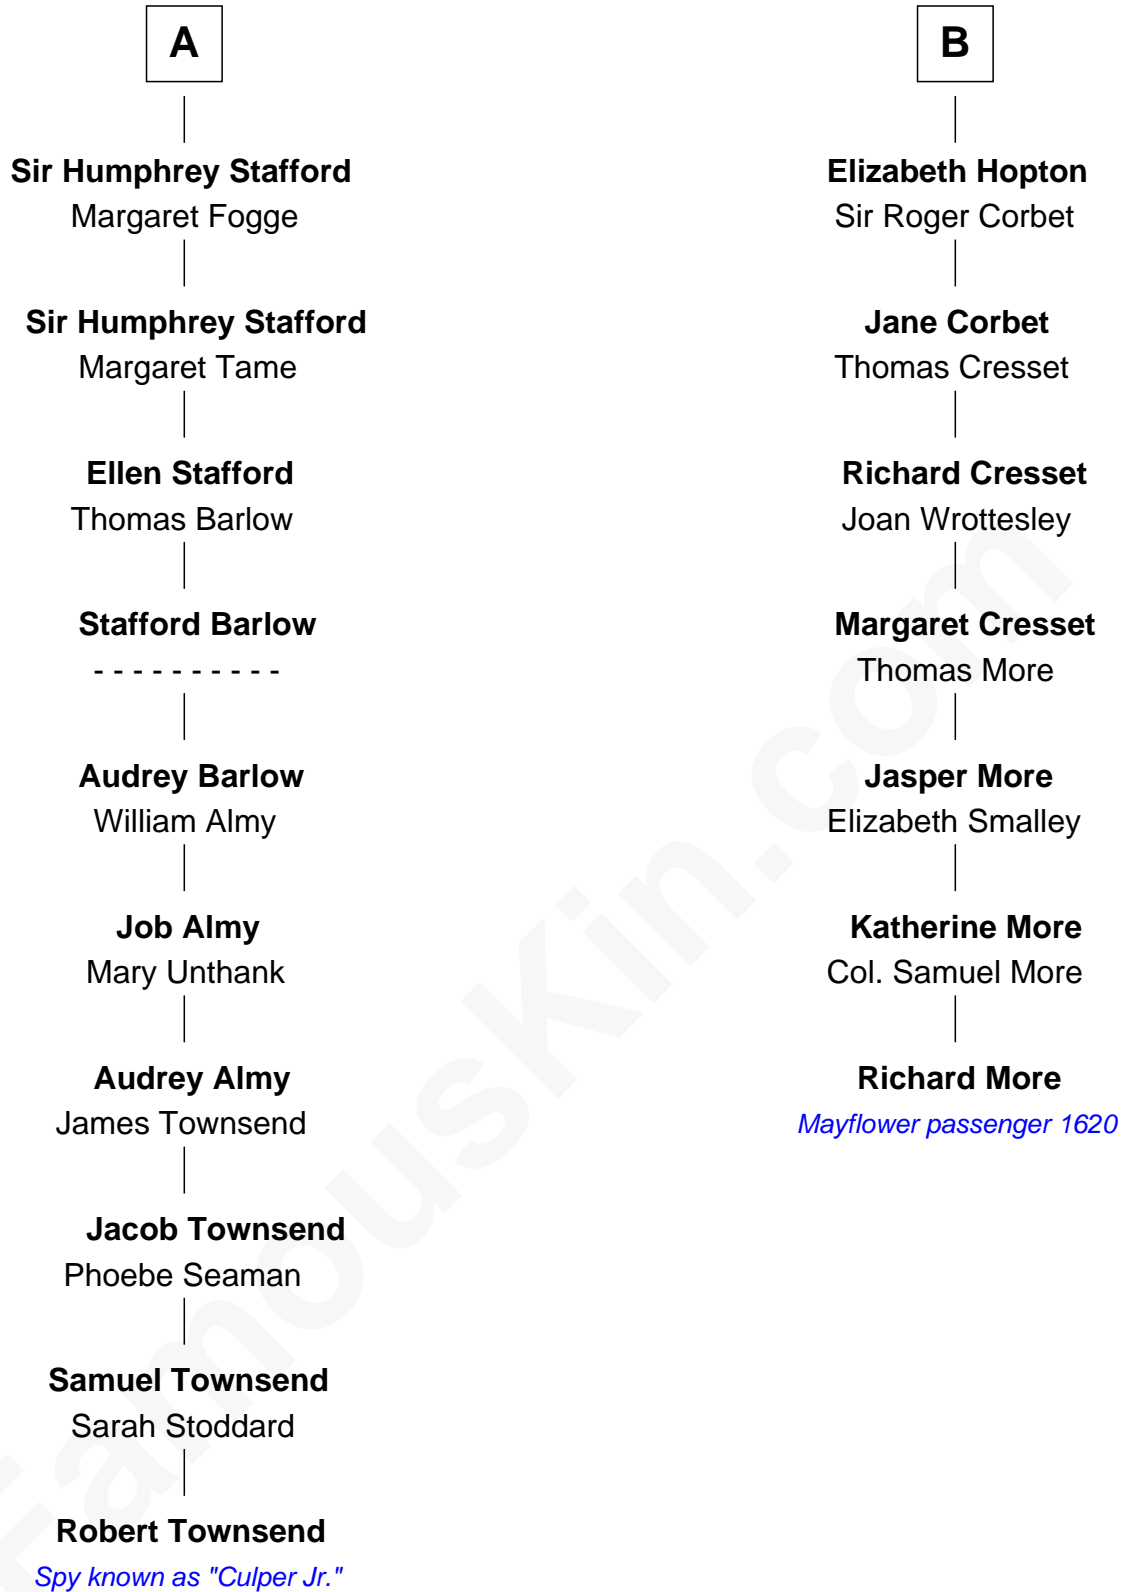 A
Sir Humphrey Stafford
Margaret Fogge
Sir Humphrey Stafford
Margaret Tame
Ellen Stafford
Thomas Barlow
Stafford Barlow
- - - - - - - - - -
Audrey Barlow
William Almy
Job Almy
Mary Unthank
Audrey Almy
James Townsend
Jacob Townsend
Phoebe Seaman
Samuel Townsend
Sarah Stoddard
Robert Townsend
Spy known as "Culper Jr."
B
Elizabeth Hopton
Sir Roger Corbet
Jane Corbet
Thomas Cresset
Richard Cresset
Joan Wrottesley
Margaret Cresset
Thomas More
Jasper More
Elizabeth Smalley
Katherine More
Col. Samuel More
Richard More
Mayflower passenger 1620
FamousKin.com